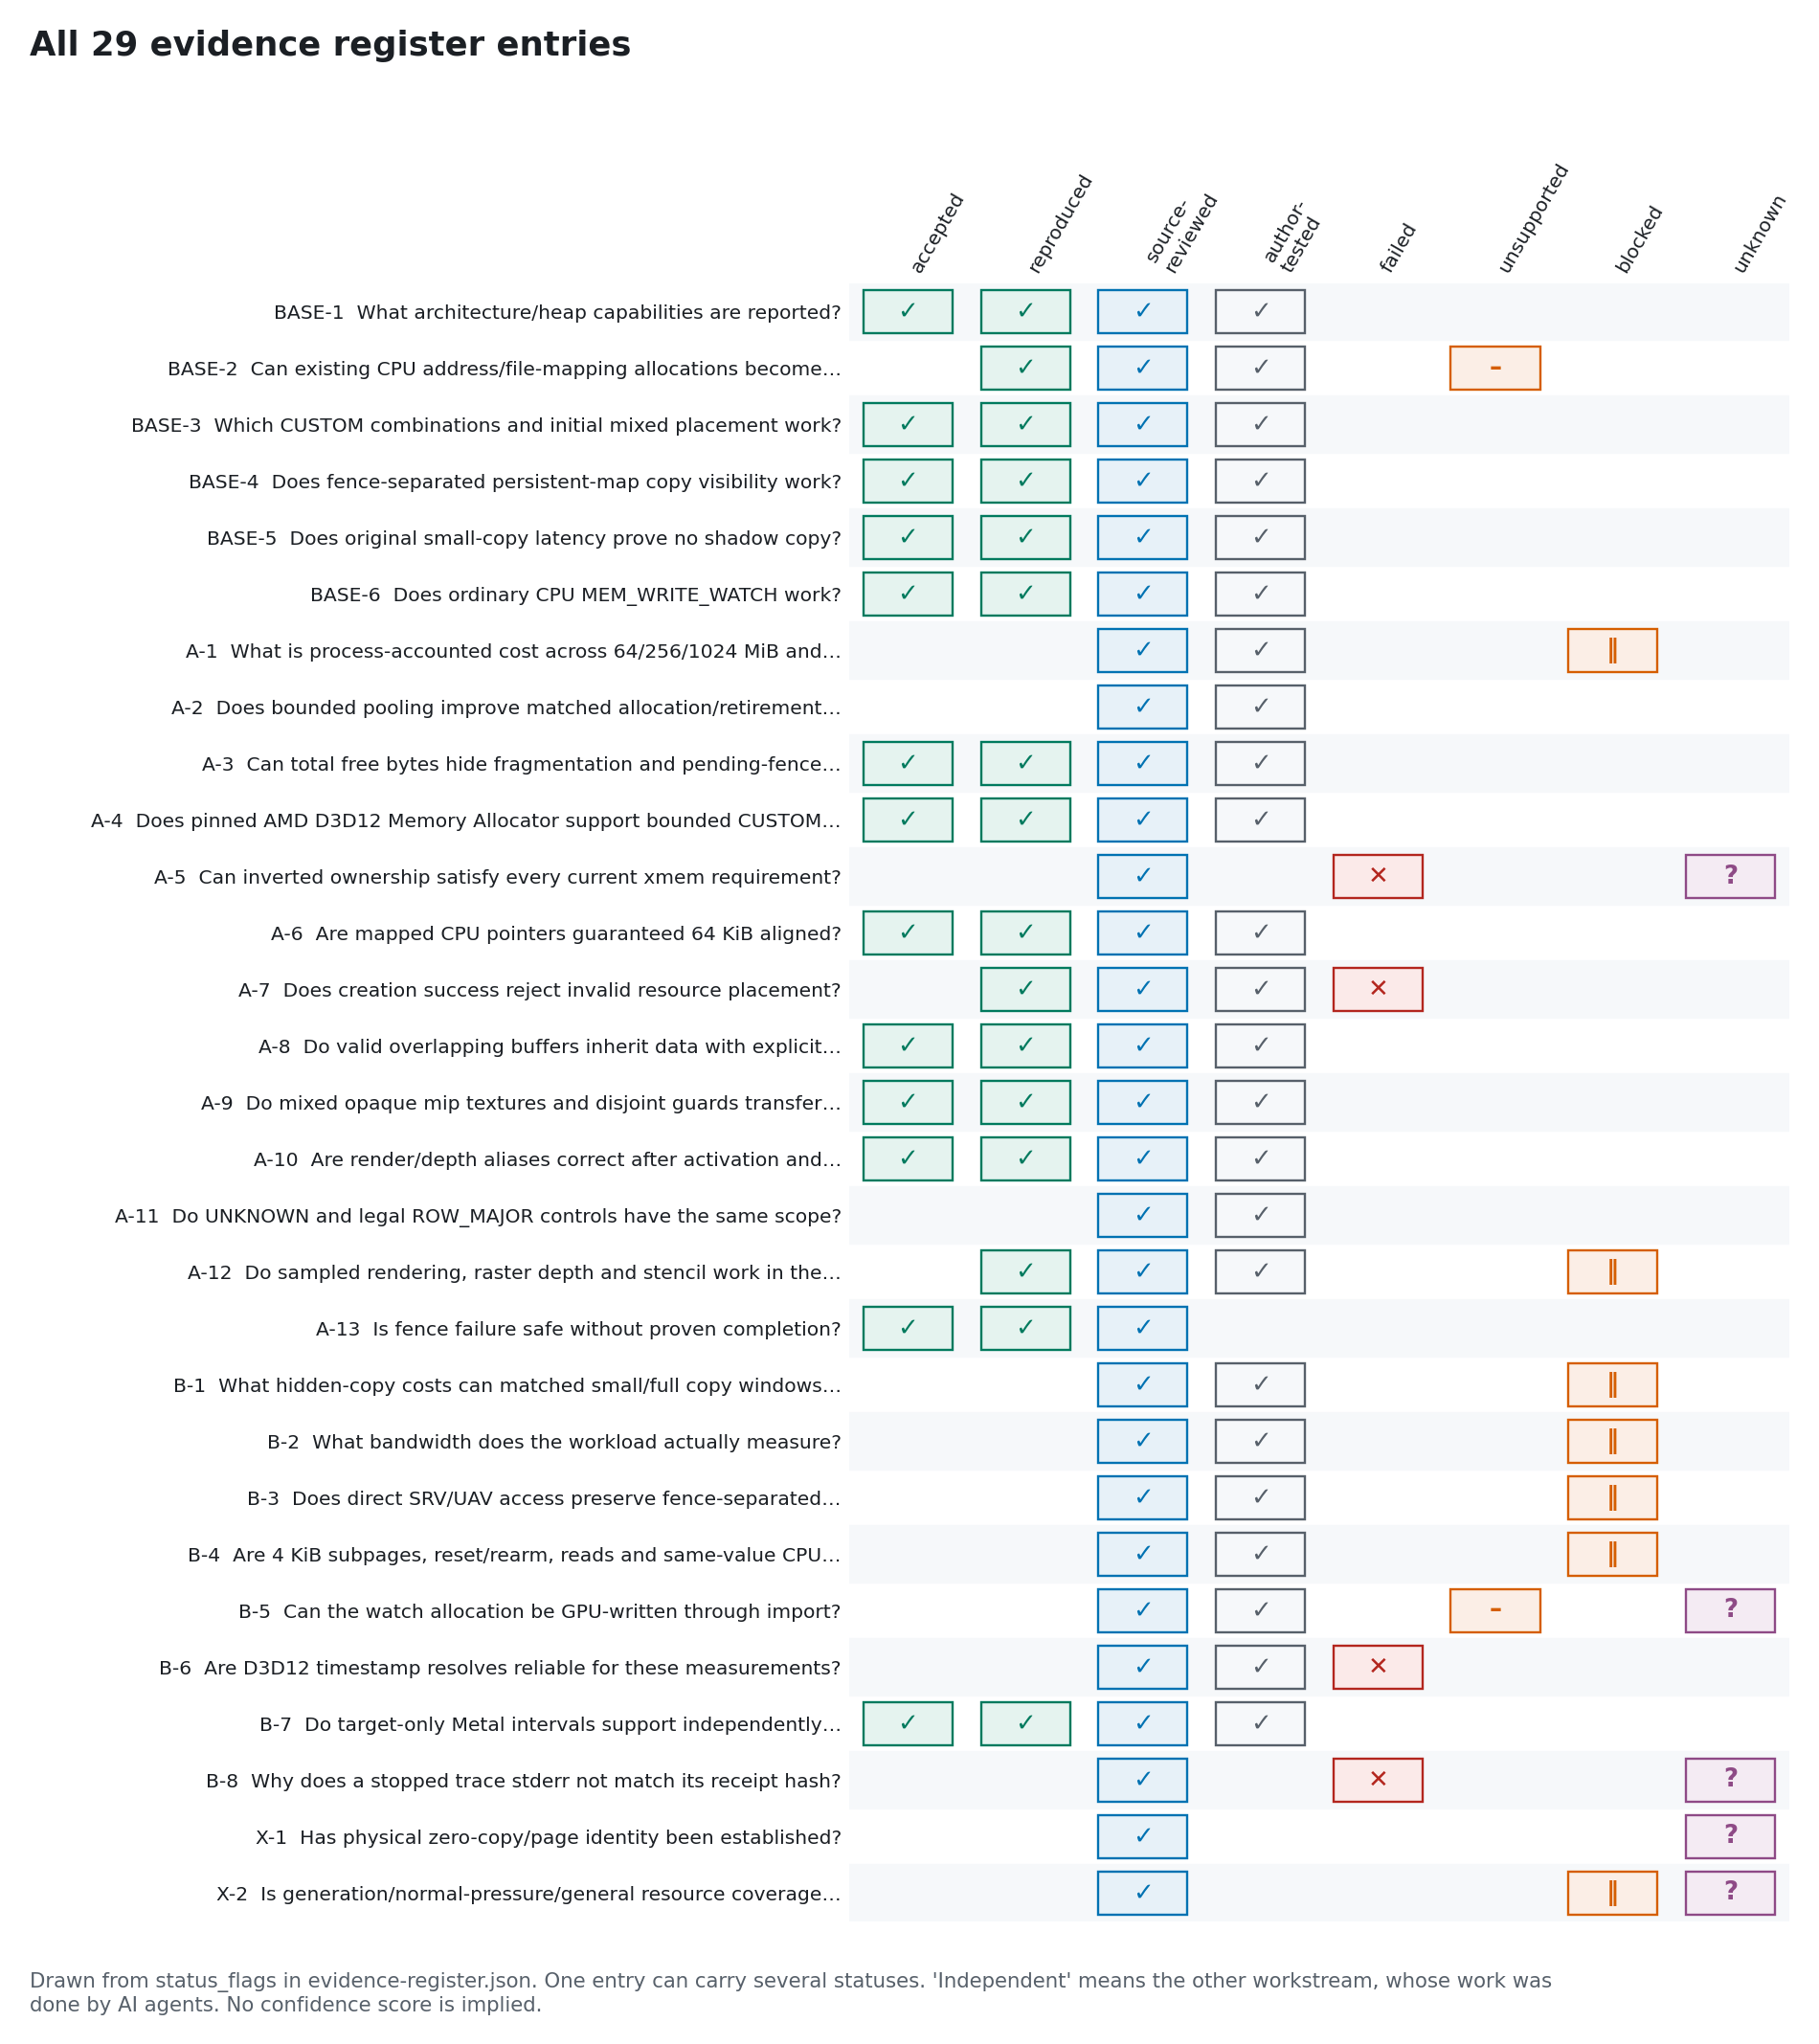 All 29 evidence register entries
accepted
reproduced
source-
reviewed
author-
tested
failed
unsupported
blocked
unknown
BASE-1 What architecture/heap capabilities are reported? ✓ ✓ ✓ ✓
BASE-2 Can existing CPU address/file-mapping allocations become… ✓ ✓ ✓ –
BASE-3 Which CUSTOM combinations and initial mixed placement work? ✓ ✓ ✓ ✓
BASE-4 Does fence-separated persistent-map copy visibility work? ✓ ✓ ✓ ✓
BASE-5 Does original small-copy latency prove no shadow copy? ✓ ✓ ✓ ✓
BASE-6 Does ordinary CPU MEM_WRITE_WATCH work? ✓ ✓ ✓ ✓
A-1 What is process-accounted cost across 64/256/1024 MiB and… ✓ ✓ ‖
A-2 Does bounded pooling improve matched allocation/retirement… ✓ ✓
A-3 Can total free bytes hide fragmentation and pending-fence… ✓ ✓ ✓ ✓
A-4 Does pinned AMD D3D12 Memory Allocator support bounded CUSTOM… ✓ ✓ ✓ ✓
A-5 Can inverted ownership satisfy every current xmem requirement? ✓ ✕ ?
A-6 Are mapped CPU pointers guaranteed 64 KiB aligned? ✓ ✓ ✓ ✓
A-7 Does creation success reject invalid resource placement? ✓ ✓ ✓ ✕
A-8 Do valid overlapping buffers inherit data with explicit… ✓ ✓ ✓ ✓
A-9 Do mixed opaque mip textures and disjoint guards transfer… ✓ ✓ ✓ ✓
A-10 Are render/depth aliases correct after activation and… ✓ ✓ ✓ ✓
A-11 Do UNKNOWN and legal ROW_MAJOR controls have the same scope? ✓ ✓
A-12 Do sampled rendering, raster depth and stencil work in the… ✓ ✓ ✓ ‖
A-13 Is fence failure safe without proven completion? ✓ ✓ ✓
B-1 What hidden-copy costs can matched small/full copy windows… ✓ ✓ ‖
B-2 What bandwidth does the workload actually measure? ✓ ✓ ‖
B-3 Does direct SRV/UAV access preserve fence-separated… ✓ ✓ ‖
B-4 Are 4 KiB subpages, reset/rearm, reads and same-value CPU… ✓ ✓ ‖
B-5 Can the watch allocation be GPU-written through import? ✓ ✓ – ?
B-6 Are D3D12 timestamp resolves reliable for these measurements? ✓ ✓ ✕
B-7 Do target-only Metal intervals support independently… ✓ ✓ ✓ ✓
B-8 Why does a stopped trace stderr not match its receipt hash? ✓ ✕ ?
X-1 Has physical zero-copy/page identity been established? ✓ ?
X-2 Is generation/normal-pressure/general resource coverage… ✓ ‖ ?
Drawn from status_flags in evidence-register.json. One entry can carry several statuses. 'Independent' means the other workstream, whose work was
done by AI agents. No confidence score is implied.